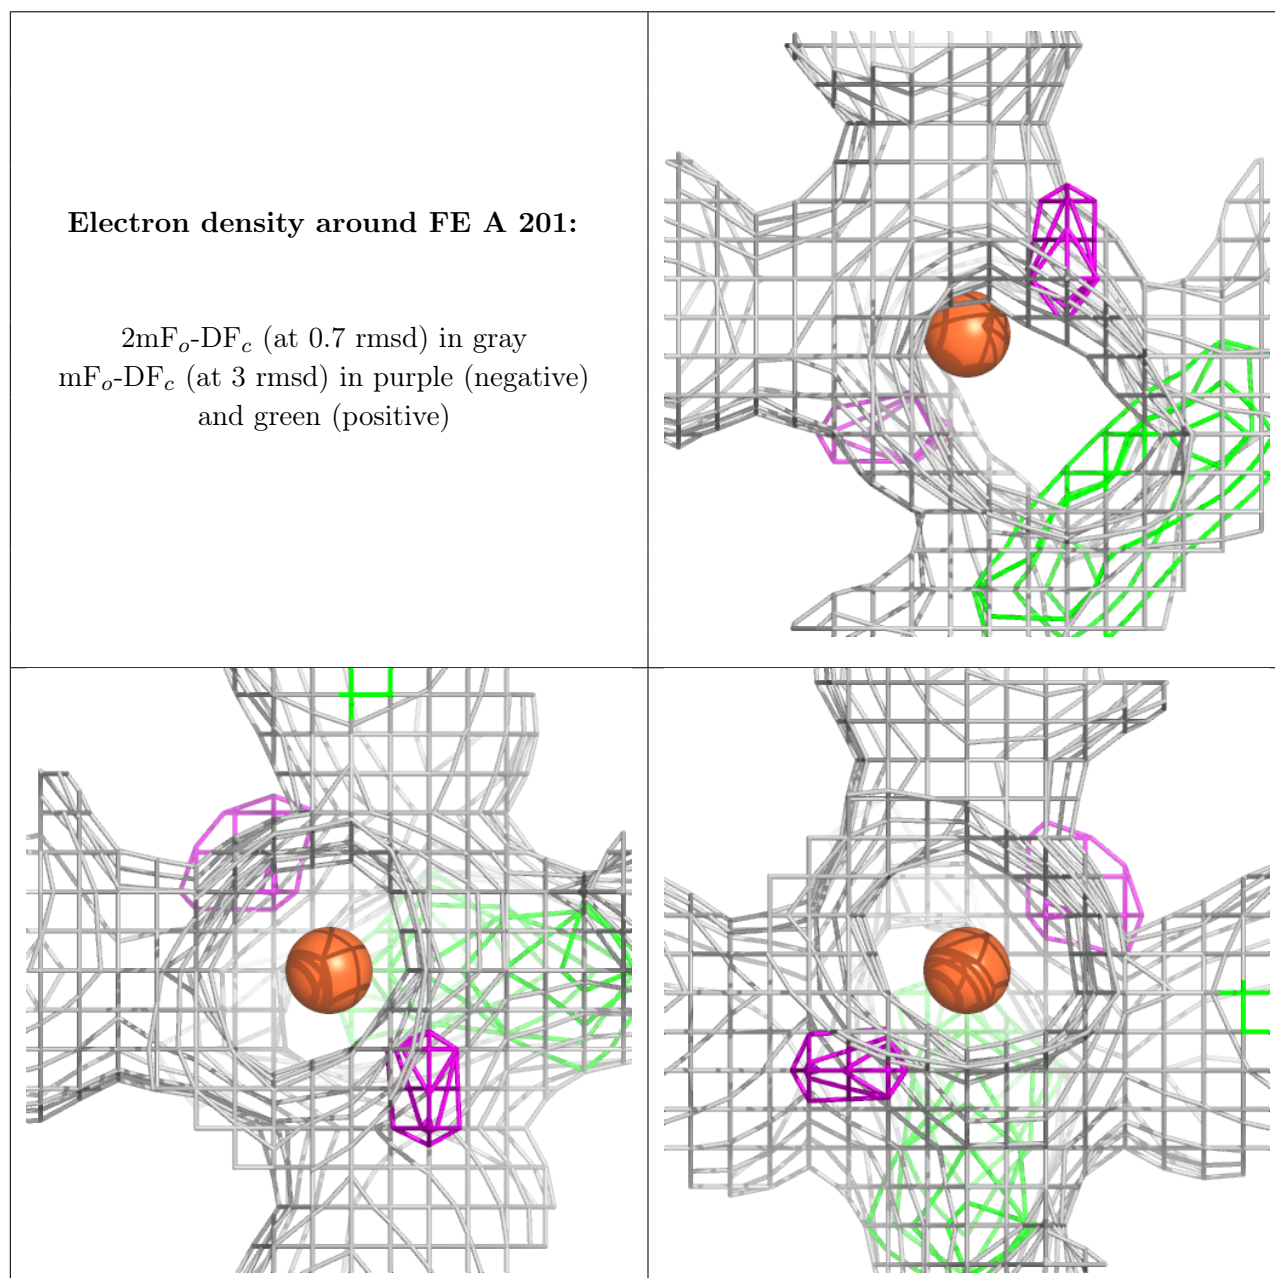 Electron density around FE A 201:
2mFo-DFc (at 0.7 rmsd) in gray
mFo-DFc (at 3 rmsd) in purple (negative)
and green (positive)